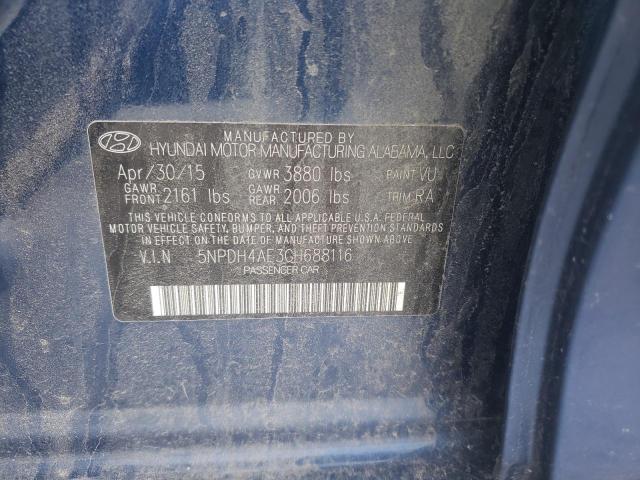 MANUFACTURED BY
HYUNDAI MOTOR MANUFACTURING ALABAMA, LLC
Apr/30/15 GVWR 3880 lbs PAINT VU
GAWR FRONT 2161 lbs GAWR REAR 2006 lbs TRIM RA
THIS VEHICLE CONFORMS TO ALL APPLICABLE U.S.A. FEDERAL
MOTOR VEHICLE SAFETY, BUMPER, AND THEFT PREVENTION
STANDARDS IN EFFECT ON THE DATE OF MANUFACTURE SHOWN ABOVE.
V.I.N 5NPDH4AE3GH688116
PASSENGER CAR